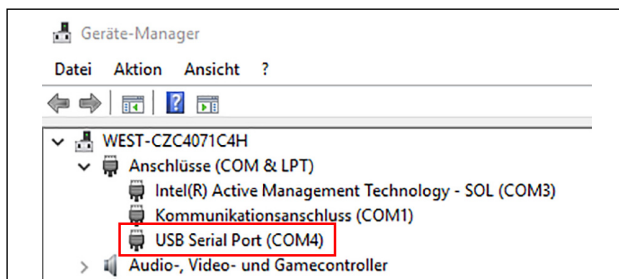 Geräte-Manager
Datei Aktion Ansicht ?
WEST-CZC4071C4H
Anschlüsse (COM & LPT)
Intel(R) Active Management Technology - SOL (COM3)
Kommunikationsanschluss (COM1)
USB Serial Port (COM4)
Audio-, Video- und Gamecontroller